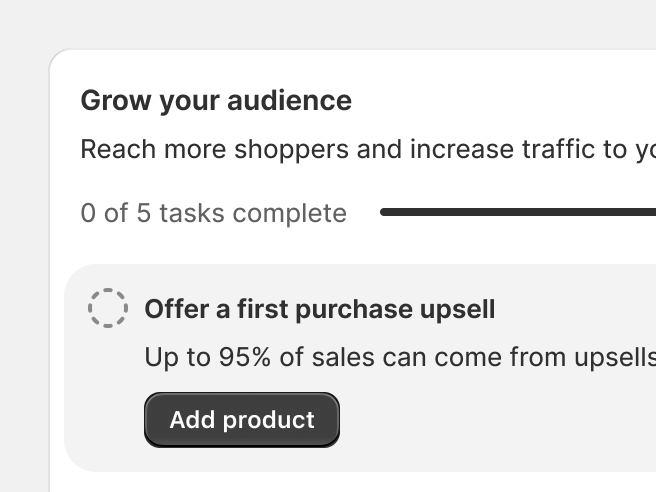 Grow your audience
Reach more shoppers and increase traffic to yo
0 of 5 tasks complete
Offer a first purchase upsell
Up to 95% of sales can come from upsells
Add product